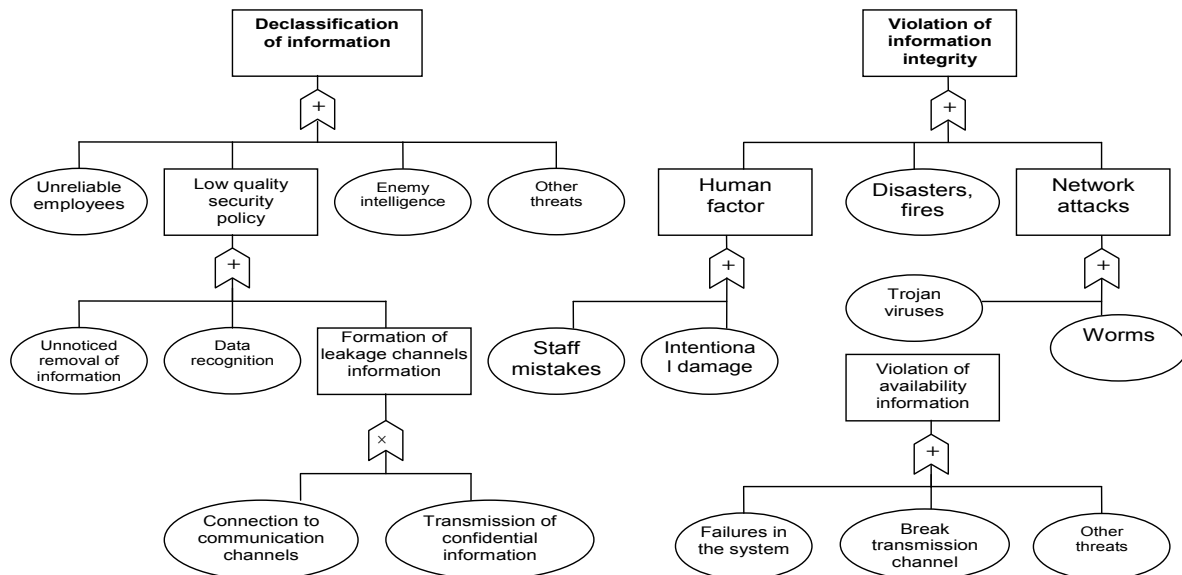 Declassification
of information
+
Unreliable
employees
Low quality
security
policy
Enemy
intelligence
Other
threats
+
Unnoticed
removal of
information
Data
recognition
Formation of
leakage channels
information
×
Connection to
communication
channels
Transmission of
confidential
information
Violation of
information
integrity
+
Human
factor
Disasters,
fires
Network
attacks
+
Staff
mistakes
Intentiona
l damage
+
Trojan
viruses
Worms
Violation of
availability
information
+
Failures in
the system
Break
transmission
channel
Other
threats